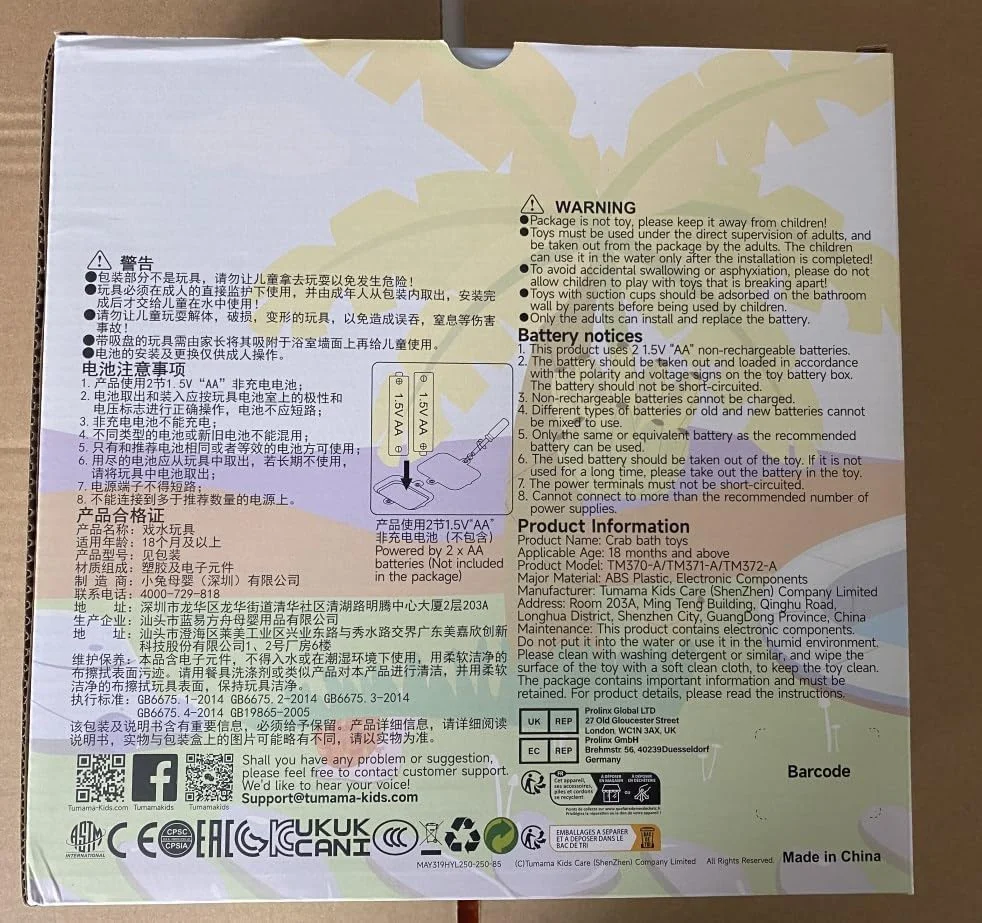 警告
●包装部分不是玩具，请勿让儿童拿去玩耍以免发生危险！
●玩具必须在成人的直接监护下使用，并由成年人从包装内取出，安装完
成后才交给儿童在水中使用！
●请勿让儿童玩耍解体，破损，变形的玩具，以免造成误吞，窒息等伤害
事故！
●带吸盘的玩具需由家长将其吸附于浴室墙面上再给儿童使用。
●电池的安装及更换仅供成人操作。
电池注意事项
1. 产品使用2节1.5V “AA” 非充电电池；
2. 电池取出和装入应按玩具电池室上的极性和
电压标志进行正确操作，电池不应短路；
3. 非充电电池不能充电；
4. 不同类型的电池或新旧电池不能混用；
5. 只有和推荐电池相同或者等效的电池方可使用；
6. 用尽的电池应从玩具中取出，若长期不使用，
请将玩具中电池取出；
7. 电源端子不得短路；
8. 不能连接到多于推荐数量的电源上。
1.5V AA
1.5V AA
产品使用2节1.5V“AA”
非充电电池（不包含）
Powered by 2 x AA
batteries (Not included
in the package)
产品合格证
产品名称：戏水玩具
适用年龄：18个月及以上
产品型号：见包装
材质组成：塑胶及电子元件
制 造 商：小兔母婴（深圳）有限公司
联系电话：4000-729-818
地 址：深圳市龙华区龙华街道清华社区清湖路明腾中心大厦2层203A
生产企业：汕头市蓝易方舟母婴用品有限公司
地 址：汕头市澄海区莱美工业区兴业东路与秀水路交界广东美嘉欣创新
科技股份有限公司1、2号厂房6楼
维护保养：本品含电子元件，不得入水或在潮湿环境下使用，用柔软洁净的
布擦拭表面污迹。请用餐具洗涤剂或类似产品对本产品进行清洁，并用柔软
洁净的布擦拭玩具表面，保持玩具洁净。
执行标准：GB6675.1-2014 GB6675.2-2014 GB6675.3-2014
GB6675.4-2014 GB19865-2005
该包装及说明书含有重要信息，必须给予保留。产品详细信息，请详细阅读
说明书，实物与包装盒上的图片可能略有不同，请以实物为准。
Tumama-Kids.com
Tumamakids
Tumamakids
Shall you have any problem or suggestion,
please feel free to contact customer support.
We'd like to hear your voice!
Support@tumama-kids.com
WARNING
●Package is not toy, please keep it away from children!
●Toys must be used under the direct supervision of adults, and
be taken out from the package by the adults. The children
can use it in the water only after the installation is completed!
●To avoid accidental swallowing or asphyxiation, please do not
allow children to play with toys that is breaking apart!
●Toys with suction cups should be adsorbed on the bathroom
wall by parents before being used by children.
●Only the adults can install and replace the battery.
Battery notices
1. This product uses 2 1.5V "AA" non-rechargeable batteries.
2. The battery should be taken out and loaded in accordance
with the polarity and voltage signs on the toy battery box.
The battery should not be short-circuited.
3. Non-rechargeable batteries cannot be charged.
4. Different types of batteries or old and new batteries cannot
be mixed to use.
5. Only the same or equivalent battery as the recommended
battery can be used.
6. The used battery should be taken out of the toy. If it is not
used for a long time, please take out the battery in the toy.
7. The power terminals must not be short-circuited.
8. Cannot connect to more than the recommended number of
power supplies.
Product Information
Product Name: Crab bath toys
Applicable Age: 18 months and above
Product Model: TM370-A/TM371-A/TM372-A
Major Material: ABS Plastic, Electronic Components
Manufacturer: Tumama Kids Care (ShenZhen) Company Limited
Address: Room 203A, Ming Teng Building, Qinghu Road,
Longhua District, Shenzhen City, GuangDong Province, China
Maintenance: This product contains electronic components.
Do not put it into the water or use it in the humid environment.
Please clean with washing detergent or similar, and wipe the
surface of the toy with a soft clean cloth, to keep the toy clean.
The package contains important information and must be
retained. For product details, please read the instructions.
UK REP
Prolinx Global LTD
27 Old Gloucester Street
London, WC1N 3AX, UK
EC REP
Prolinx GmbH
Brehmstr. 56, 40239Duesseldorf
Germany
FR
Cet appareil,
ses accessoires,
piles et cordons
se recyclent
À DÉPOSER
EN MAGASIN
À DÉPOSER
EN DÉCHÈTERIE
Barcode
ASTM
INTERNATIONAL
CE
CPSC
CPSIA
EAC
UK
CA
UK
NI
CCC
EMBALLAGES A SEPARER
ET A DEPOSER DANS LE
BAC DE TRI
BAC
DE
TRI
MAY319HYL250-250-85
(C)Tumama Kids Care (ShenZhen) Company Limited
All Rights Reserved.
Made in China